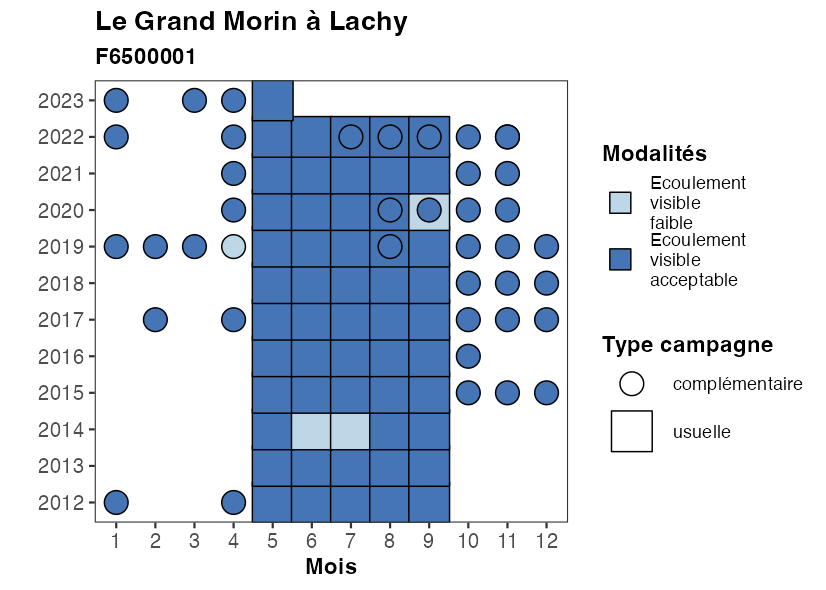 Le Grand Morin à Lachy
F6500001
2023
2022
2021
2020
2019
2018
2017
2016
2015
2014
2013
2012
1 2 3 4 5 6 7 8 9 10 11 12
Mois
Modalités
Ecoulement
visible
faible
Ecoulement
visible
acceptable
Type campagne
complémentaire
usuelle